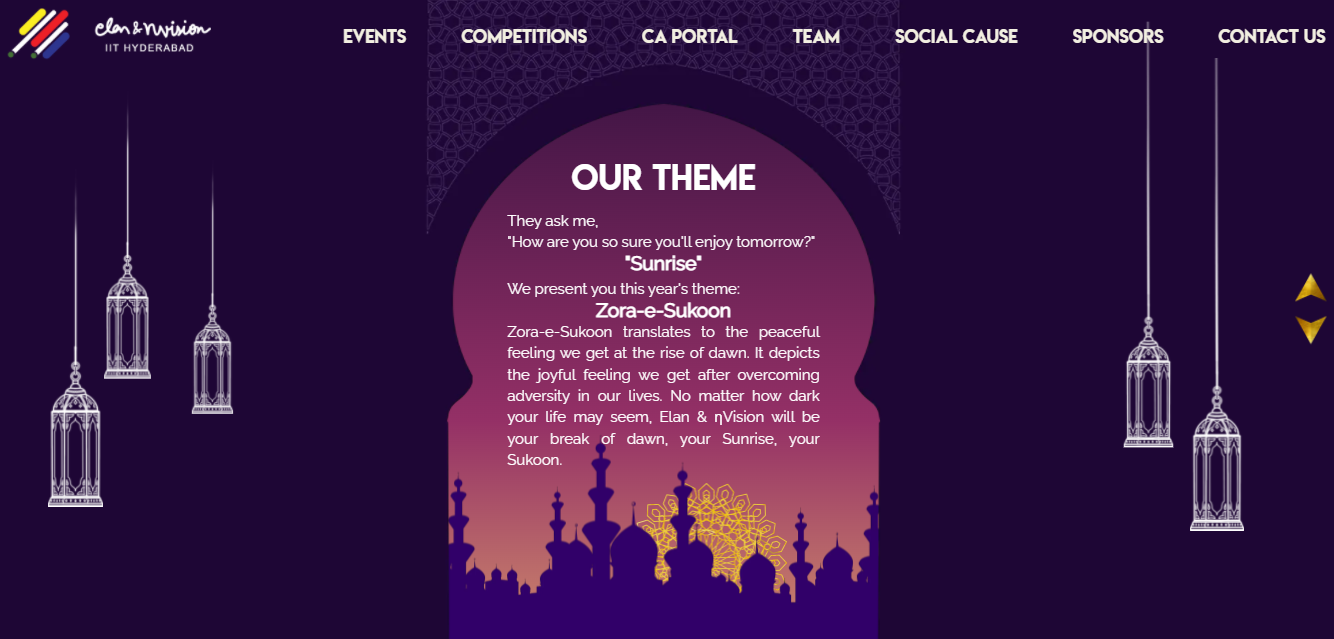 elan & ηvision
IIT HYDERABAD
EVENTS
COMPETITIONS
CA PORTAL
TEAM
SOCIAL CAUSE
SPONSORS
CONTACT US
OUR THEME
They ask me,
"How are you so sure you'll enjoy tomorrow?"
"Sunrise"
We present you this year's theme:
Zora-e-Sukoon
Zora-e-Sukoon translates to the peaceful
feeling we get at the rise of dawn. It depicts
the joyful feeling we get after overcoming
adversity in our lives. No matter how dark
your life may seem, Elan & ηVision will be
your break of dawn, your Sunrise, your
Sukoon.